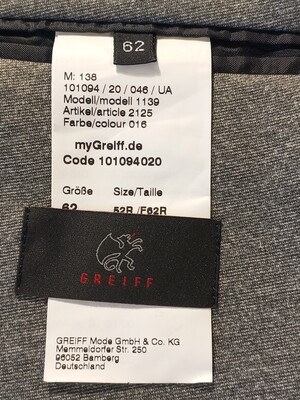 62
M: 138
101094 / 20 / 046 / UA
Modell/modell 1139
Artikel/article 2125
Farbe/colour 016
myGreiff.de
Code 101094020
Größe Size/Taille
62 52R /F62R
GREIFF
GREIFF Mode GmbH & Co. KG
Memmeldorfer Str. 250
96052 Bamberg
Deutschland